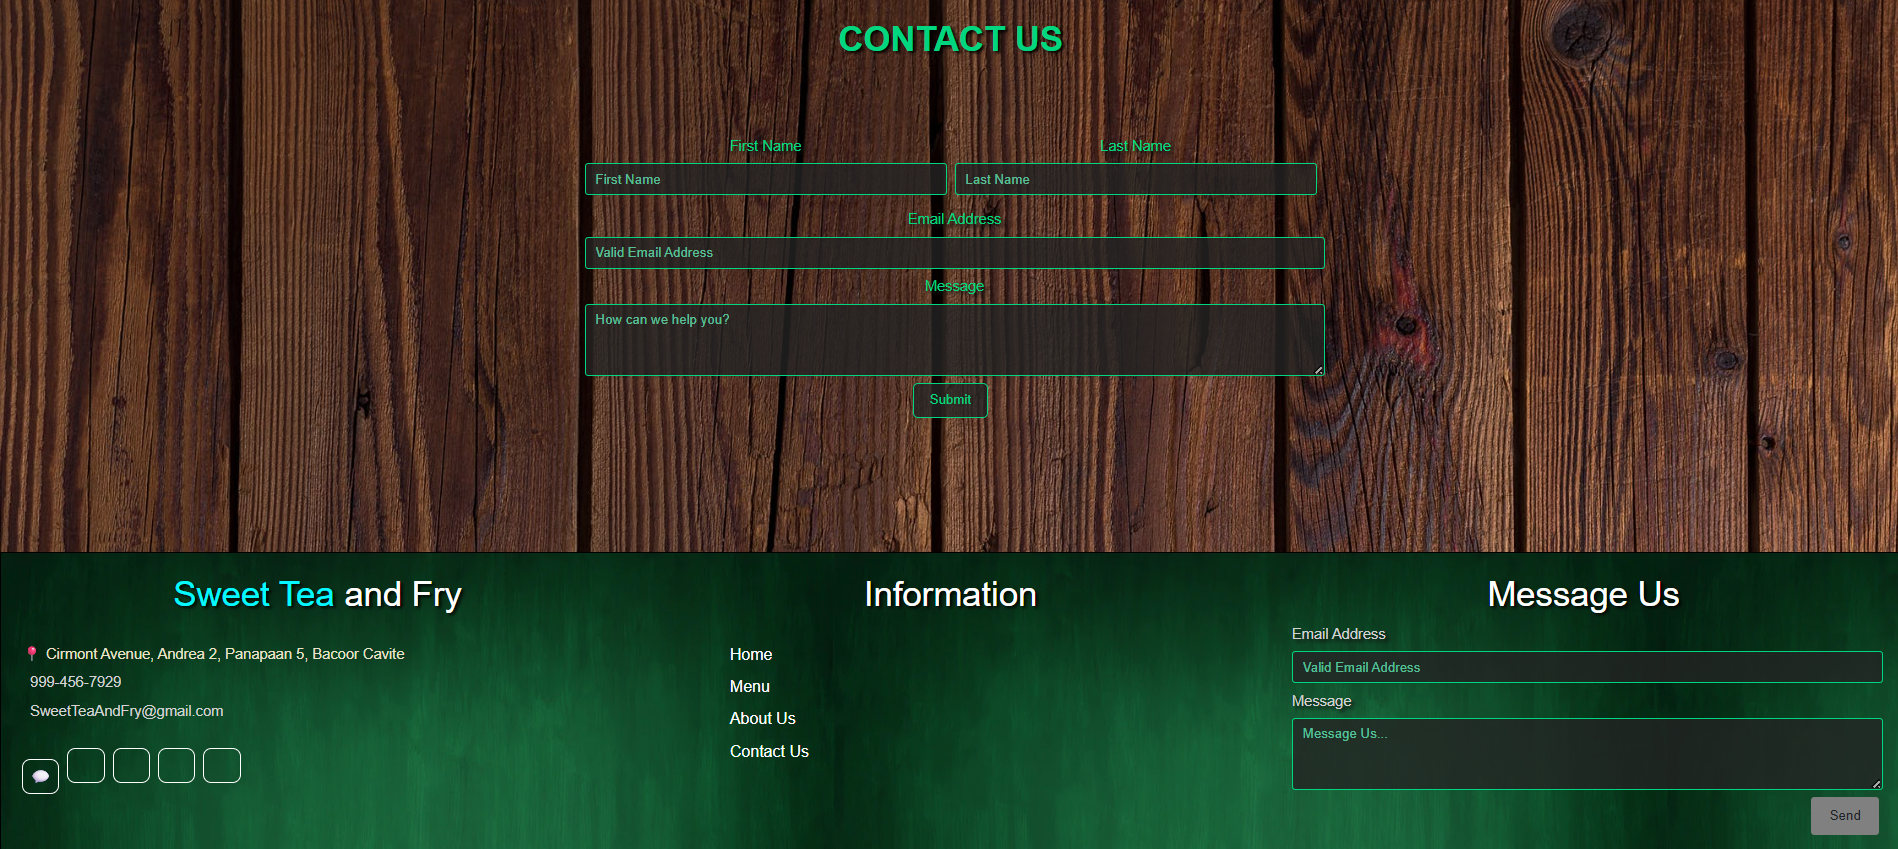 CONTACT US
First Name
Last Name
First Name
Last Name
Email Address
Valid Email Address
Message
How can we help you?
Submit
Sweet Tea and Fry
📍 Cirmont Avenue, Andrea 2, Panapaan 5, Bacoor Cavite
999-456-7929
SweetTeaAndFry@gmail.com
Information
Home
Menu
About Us
Contact Us
Message Us
Email Address
Valid Email Address
Message
Message Us...
Send